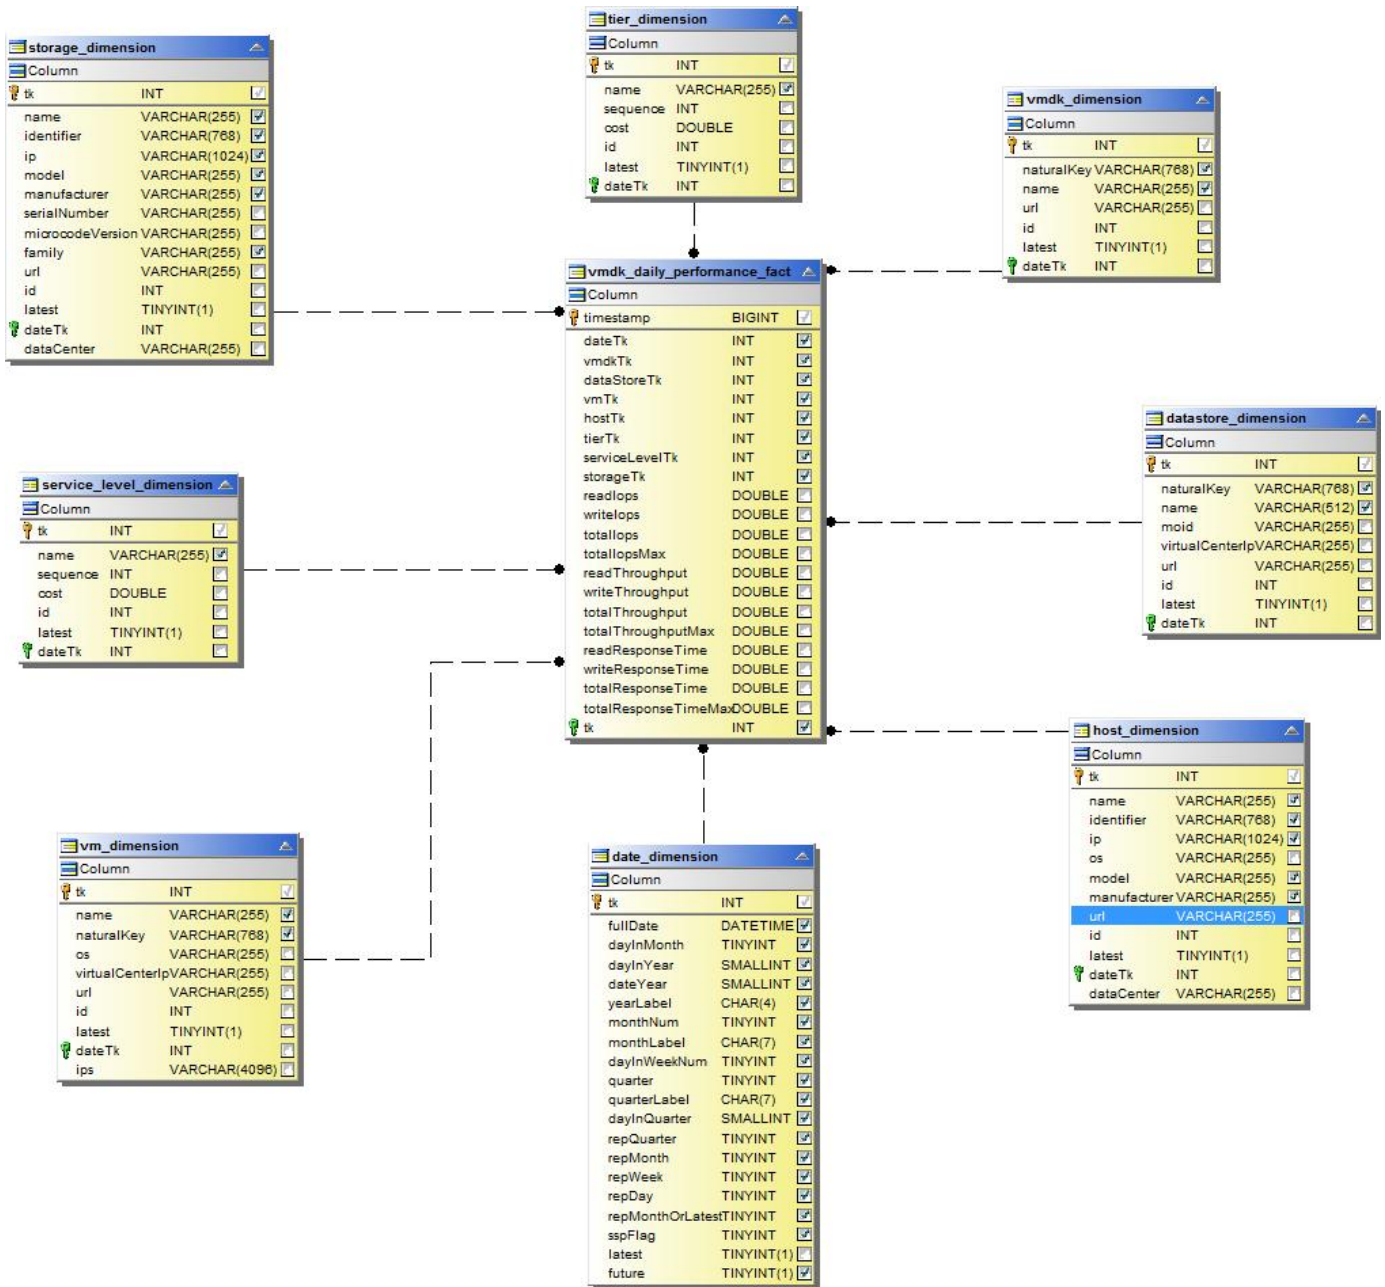 tier_dimension
Column
tk INT
name VARCHAR(255)
sequence INT
cost DOUBLE
id INT
latest TINYINT(1)
dateTk INT
storage_dimension
Column
tk INT
name VARCHAR(255)
identifier VARCHAR(768)
ip VARCHAR(1024)
model VARCHAR(255)
manufacturer VARCHAR(255)
serialNumber VARCHAR(255)
microcodeVersion VARCHAR(255)
family VARCHAR(255)
url VARCHAR(255)
id INT
latest TINYINT(1)
dateTk INT
dataCenter VARCHAR(255)
vmdk_dimension
Column
tk INT
naturalKey VARCHAR(768)
name VARCHAR(255)
url VARCHAR(255)
id INT
latest TINYINT(1)
dateTk INT
vmdk_daily_performance_fact
Column
timestamp BIGINT
dateTk INT
vmdkTk INT
dataStoreTk INT
vmTk INT
hostTk INT
tierTk INT
serviceLevelTk INT
storageTk INT
readIops DOUBLE
writeIops DOUBLE
totalIops DOUBLE
totalIopsMax DOUBLE
readThroughput DOUBLE
writeThroughput DOUBLE
totalThroughput DOUBLE
totalThroughputMax DOUBLE
readResponseTime DOUBLE
writeResponseTime DOUBLE
totalResponseTime DOUBLE
totalResponseTimeMax DOUBLE
tk INT
datastore_dimension
Column
tk INT
naturalKey VARCHAR(768)
name VARCHAR(512)
moid VARCHAR(255)
virtualCenterIp VARCHAR(255)
url VARCHAR(255)
id INT
latest TINYINT(1)
dateTk INT
service_level_dimension
Column
tk INT
name VARCHAR(255)
sequence INT
cost DOUBLE
id INT
latest TINYINT(1)
dateTk INT
host_dimension
Column
tk INT
name VARCHAR(255)
identifier VARCHAR(768)
ip VARCHAR(1024)
os VARCHAR(255)
model VARCHAR(255)
manufacturer VARCHAR(255)
url VARCHAR(255)
id INT
latest TINYINT(1)
dateTk INT
dataCenter VARCHAR(255)
vm_dimension
Column
tk INT
name VARCHAR(255)
naturalKey VARCHAR(768)
os VARCHAR(255)
virtualCenterIp VARCHAR(255)
url VARCHAR(255)
id INT
latest TINYINT(1)
dateTk INT
ips VARCHAR(4096)
date_dimension
Column
tk INT
fullDate DATETIME
dayInMonth TINYINT
dayInYear SMALLINT
dateYear SMALLINT
yearLabel CHAR(4)
monthNum TINYINT
monthLabel CHAR(7)
dayInWeekNum TINYINT
quarter TINYINT
quarterLabel CHAR(7)
dayInQuarter SMALLINT
repQuarter TINYINT
repMonth TINYINT
repWeek TINYINT
repDay TINYINT
repMonthOrLatest TINYINT
sspFlag TINYINT
latest TINYINT(1)
future TINYINT(1)